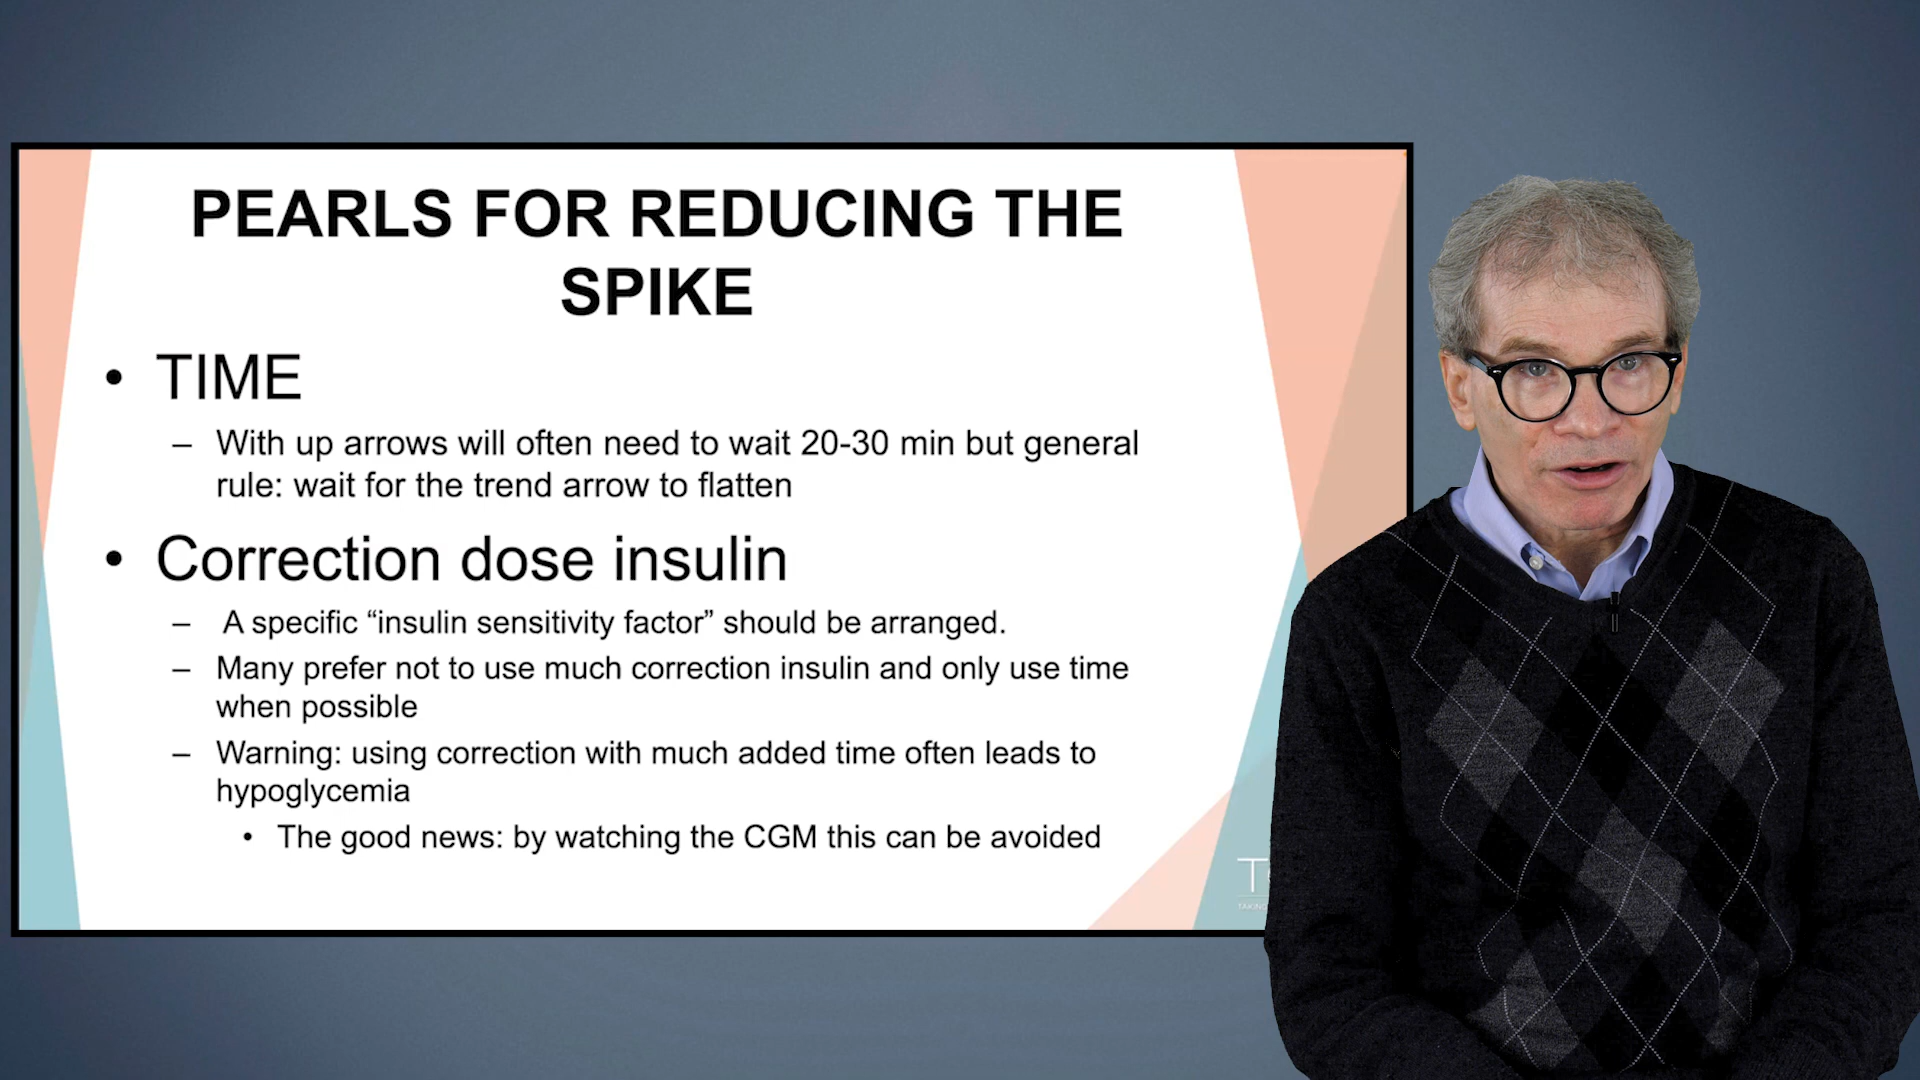 PEARLS FOR REDUCING THE
SPIKE
• TIME
– With up arrows will often need to wait 20-30 min but general
rule: wait for the trend arrow to flatten
• Correction dose insulin
– A specific “insulin sensitivity factor” should be arranged.
– Many prefer not to use much correction insulin and only use time
when possible
– Warning: using correction with much added time often leads to
hypoglycemia
• The good news: by watching the CGM this can be avoided